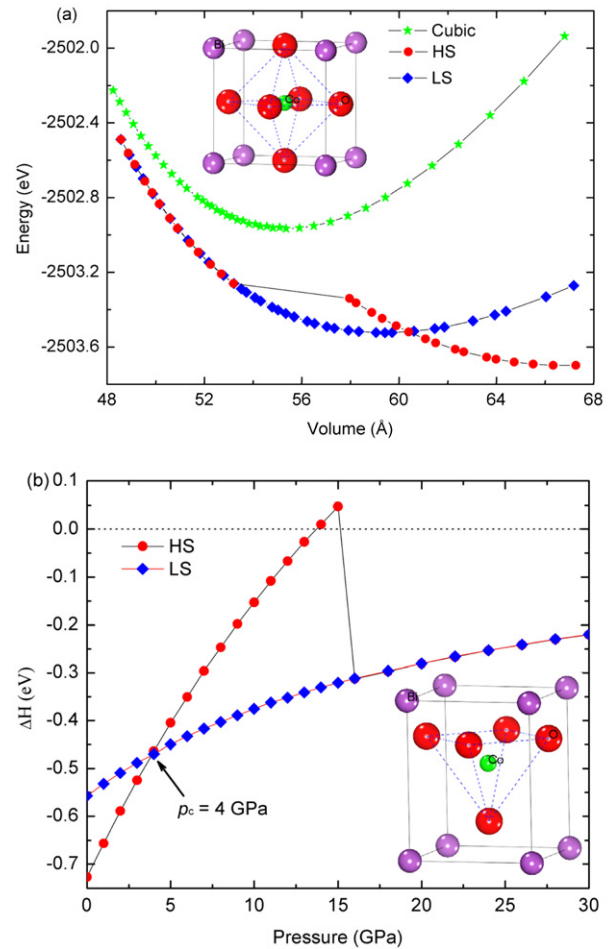 (a)
-2502.0
-2502.4
-2502.8
-2503.2
-2503.6
Energy (eV)
Bi
Co
O
Cubic
HS
LS
48 52 56 60 64 68
Volume (Å)
(b)
0.1
0.0
-0.1
-0.2
-0.3
-0.4
-0.5
-0.6
-0.7
ΔH (eV)
HS
LS
Bi
O
Co
pc = 4 GPa
0 5 10 15 20 25 30
Pressure (GPa)